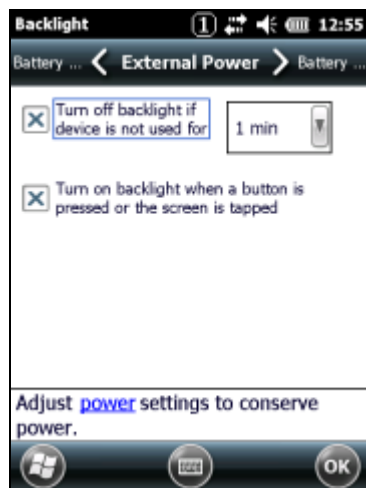 Backlight 1 12:55
Battery ... External Power Battery ...
Turn off backlight if
device is not used for
1 min
Turn on backlight when a button is
pressed or the screen is tapped
Adjust power settings to conserve
power.
OK